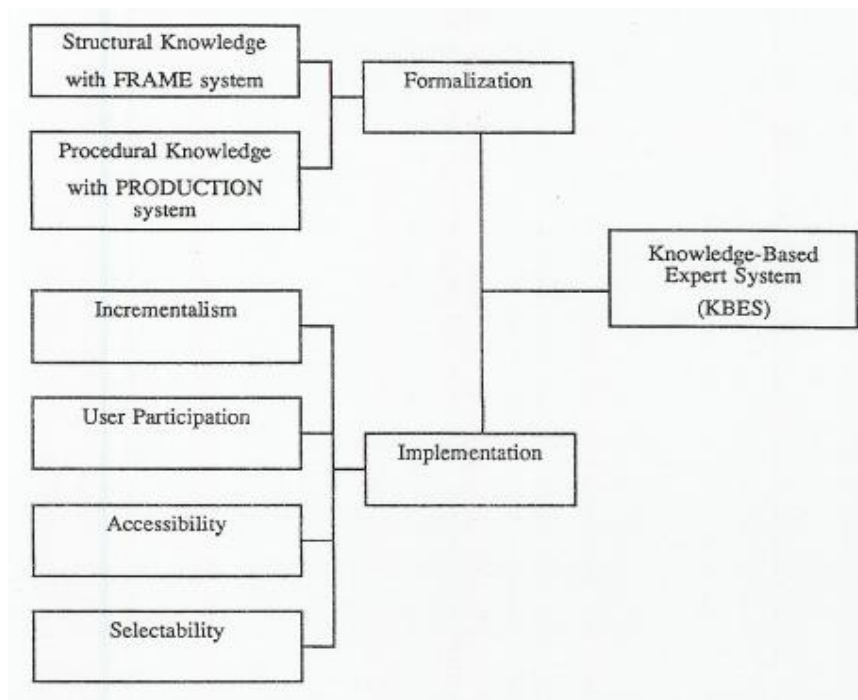 Structural Knowledge
with FRAME system
Formalization
Procedural Knowledge
with PRODUCTION
system
Knowledge-Based
Expert System
(KBES)
Incrementalism
User Participation
Implementation
Accessibility
Selectability